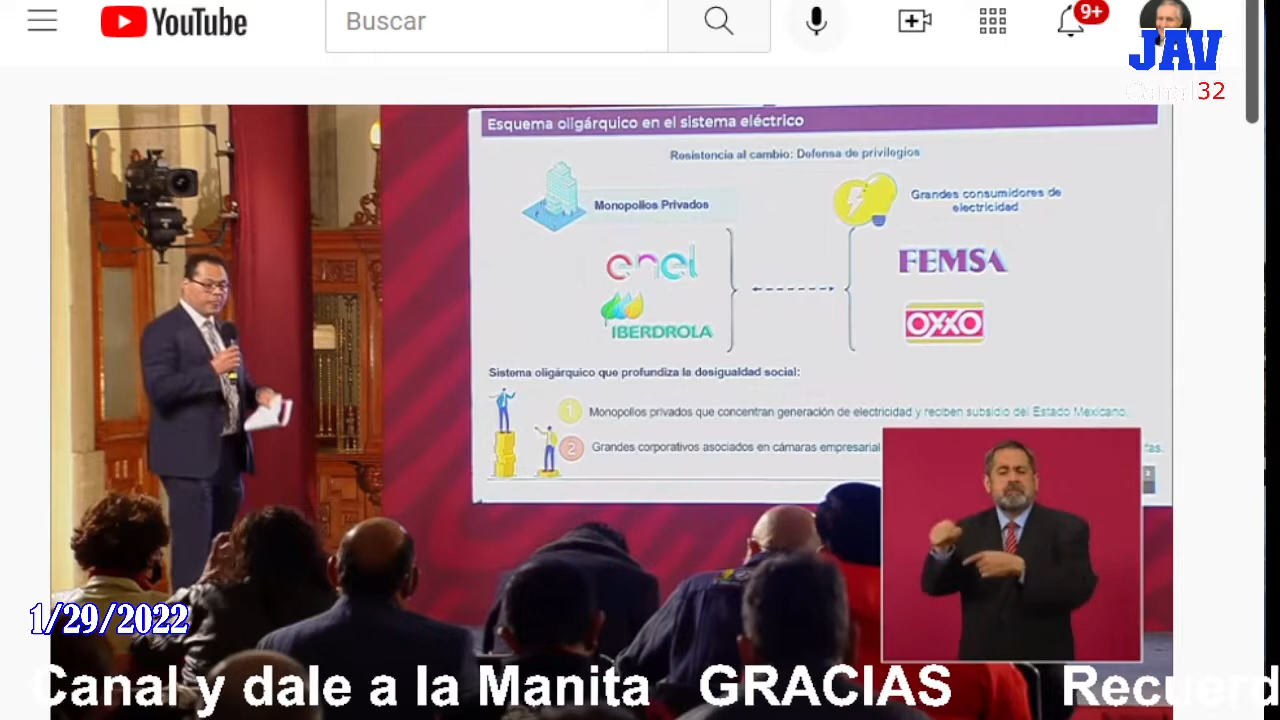 YouTube
Buscar
9+
JAV
Canal 32
Esquema oligárquico en el sistema eléctrico
Resistencia al cambio: Defensa de privilegios
Monopolios Privados
Grandes consumidores de
electricidad
enel
FEMSA
IBERDROLA
OXXO
Sistema oligárquico que profundiza la desigualdad social:
1 Monopolios privados que concentran generación de electricidad y reciben subsidio del Estado Mexicano,
2 Grandes corporativos asociados en cámaras empresarial
fas.
1/29/2022
Canal y dale a la Manita GRACIAS Recuerd